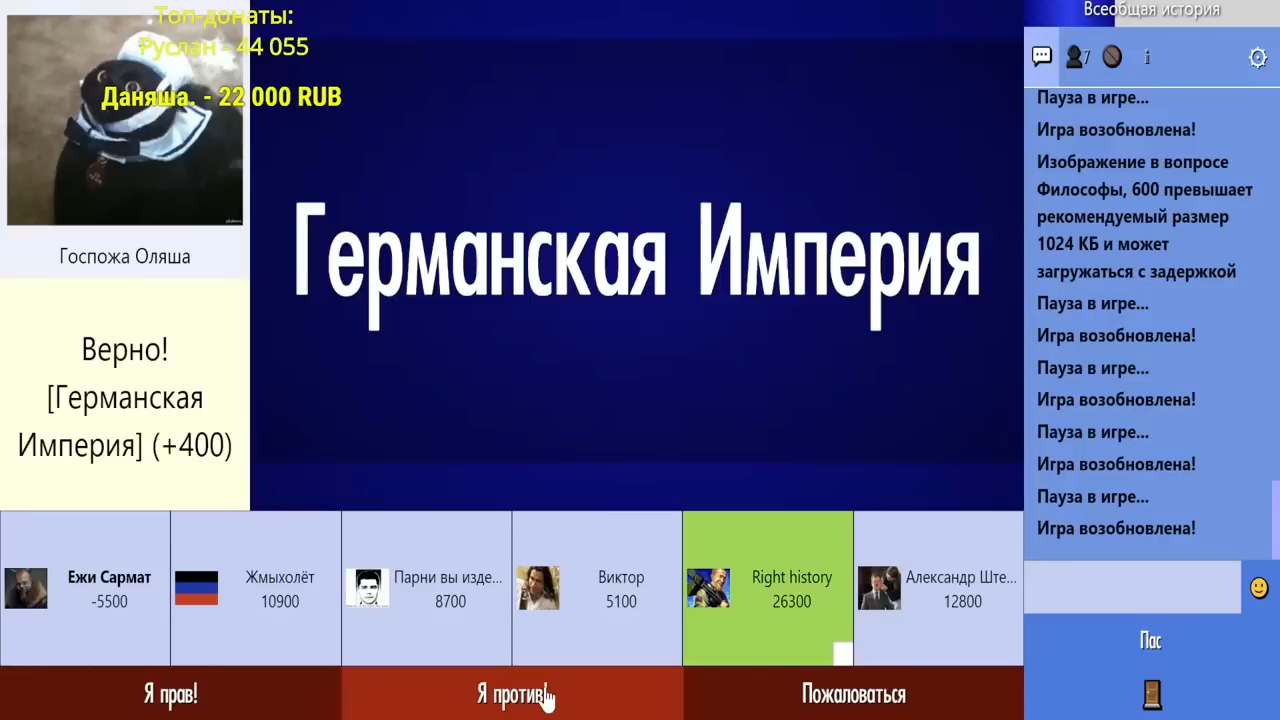 Топ-донаты:
Руслан - 44 055
Даняша. - 22 000 RUB
Госпожа Оляша
Верно!
[Германская
Империя] (+400)
Германская Империя
Всеобщая история
7
i
Пауза в игре...
Игра возобновлена!
Изображение в вопросе
Философы, 600 превышает
рекомендуемый размер
1024 КБ и может
загружаться с задержкой
Пауза в игре...
Игра возобновлена!
Пауза в игре...
Игра возобновлена!
Пауза в игре...
Игра возобновлена!
Пауза в игре...
Игра возобновлена!
Ежи Сармат
-5500
Жмыхолёт
10900
Парни вы изде...
8700
Виктор
5100
Right history
26300
Александр Ште...
12800
Пас
Я прав!
Я против!
Пожаловаться